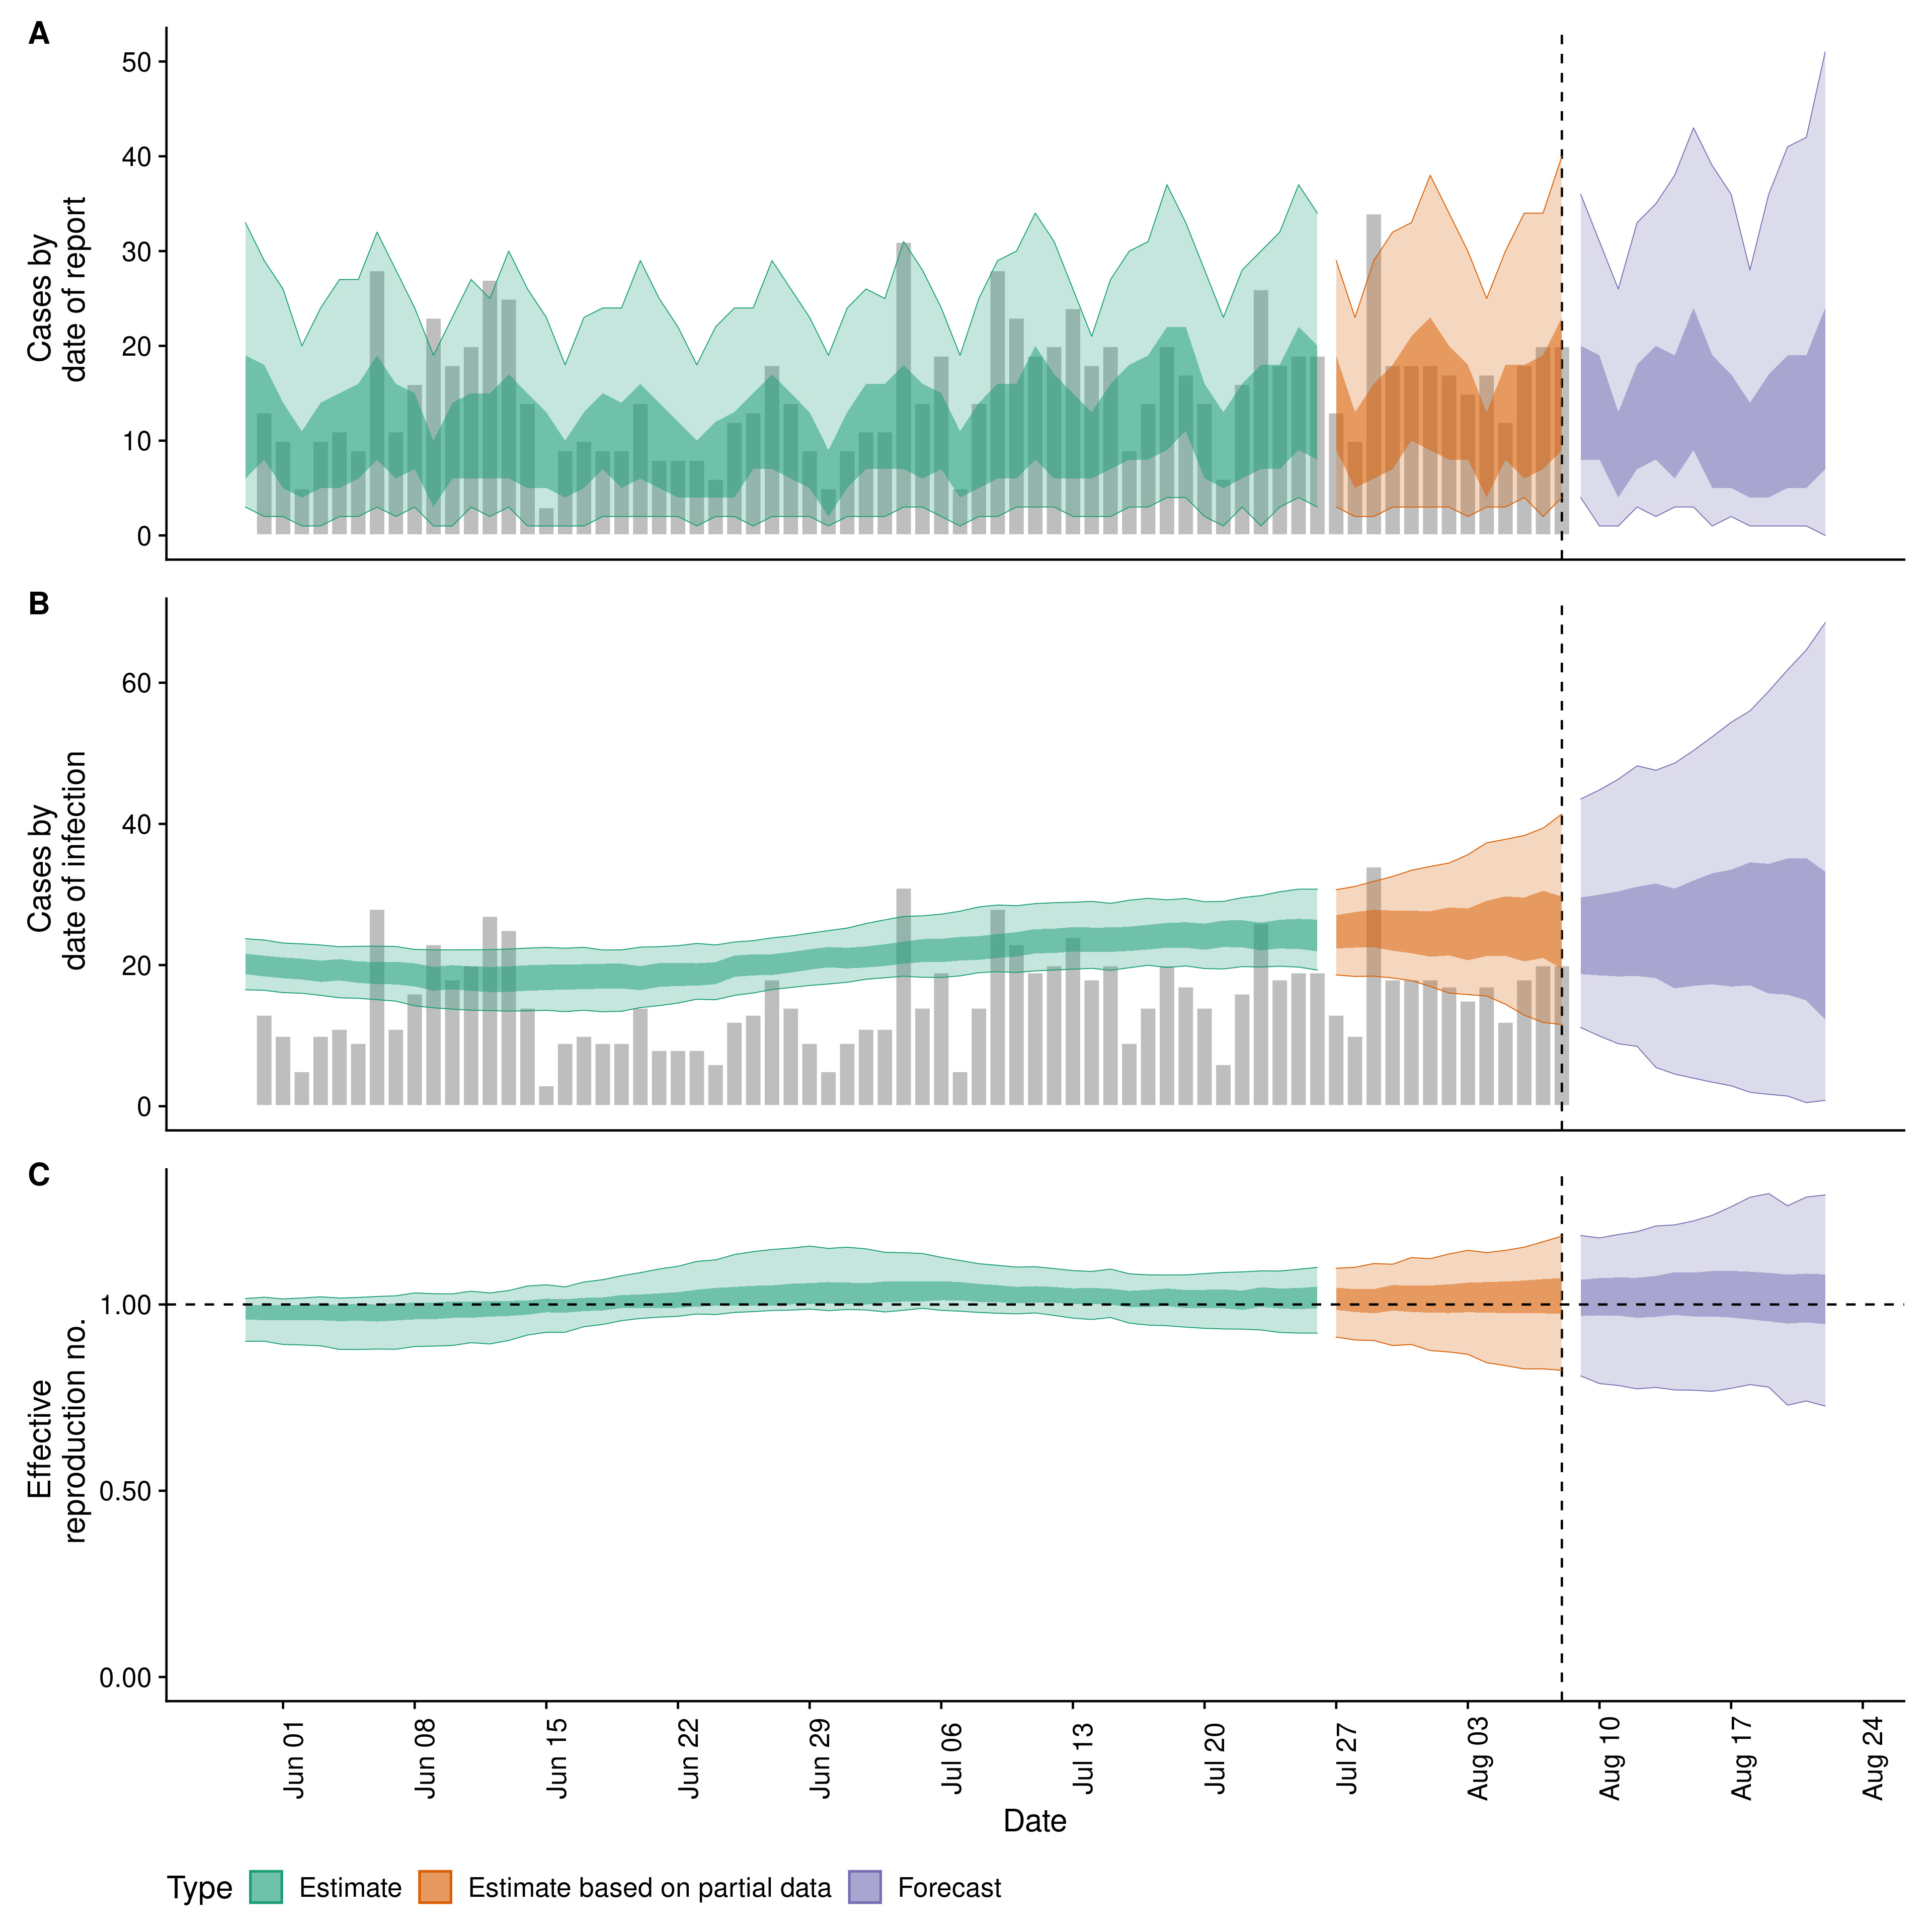 A
50
40
30
20
10
0
Cases by
date of report
B
60
40
20
0
Cases by
date of infection
C
1.00
0.50
0.00
Effective
reproduction no.
Jun 01
Jun 08
Jun 15
Jun 22
Jun 29
Jul 06
Jul 13
Jul 20
Jul 27
Aug 03
Aug 10
Aug 17
Aug 24
Date
Type Estimate Estimate based on partial data Forecast